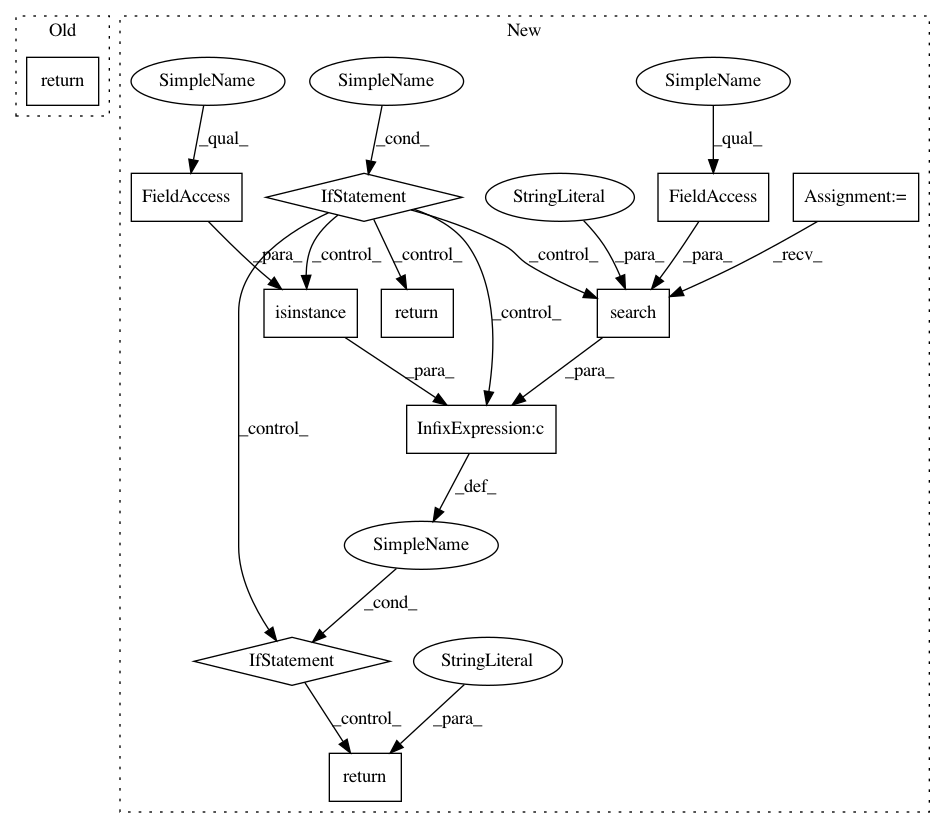 Old
New
return
SimpleName
SimpleName
SimpleName
_qual_
_cond_
_qual_
FieldAccess
IfStatement
StringLiteral
FieldAccess
Assignment:=
_para_
_control_
_control_
_control_
_para_
_para_
_recv_
isinstance
return
_control_
search
_para_
_para_
_control_
InfixExpression:c
_def_
SimpleName
_cond_
IfStatement
StringLiteral
_control_
_para_
return